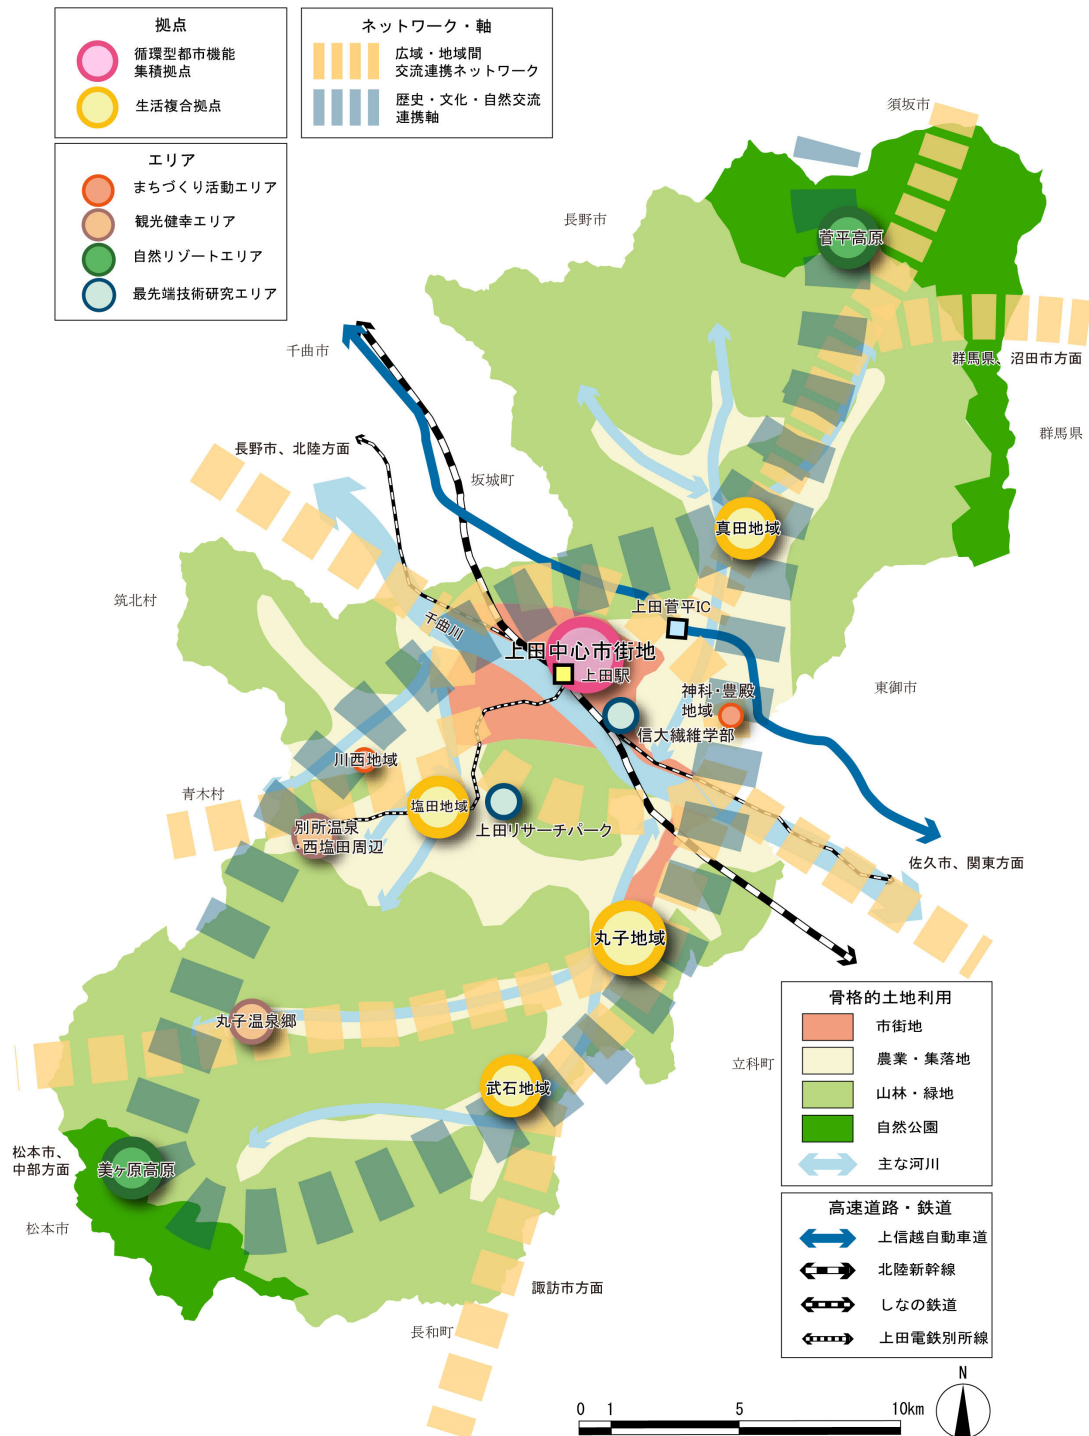 拠点
循環型都市機能
集積拠点
生活複合拠点
ネットワーク・軸
広域・地域間
交流連携ネットワーク
歴史・文化・自然交流
連携軸
エリア
まちづくり活動エリア
観光健幸エリア
自然リゾートエリア
最先端技術研究エリア
須坂市
長野市
菅平高原
千曲市
群馬県、沼田市方面
群馬県
長野市、北陸方面
坂城町
真田地域
筑北村
千曲川
上田菅平IC
上田中心市街地
上田駅
東御市
神科・豊殿
地域
信大繊維学部
川西地域
青木村
塩田地域
別所温泉
・西塩田周辺
上田リサーチパーク
佐久市、関東方面
丸子地域
丸子温泉郷
立科町
武石地域
松本市、
中部方面
美ヶ原高原
松本市
諏訪市方面
長和町
骨格的土地利用
市街地
農業・集落地
山林・緑地
自然公園
主な河川
高速道路・鉄道
上信越自動車道
北陸新幹線
しなの鉄道
上田電鉄別所線
N
0 1 5 10km